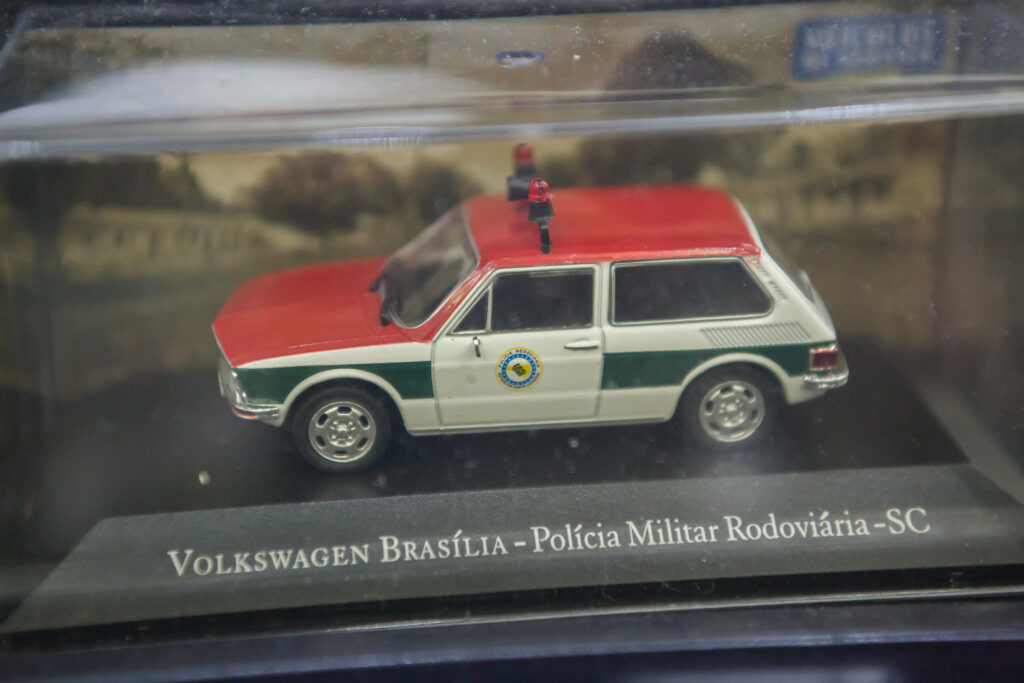 VOLKSWAGEN BRASÍLIA - Polícia Militar Rodoviária - SC